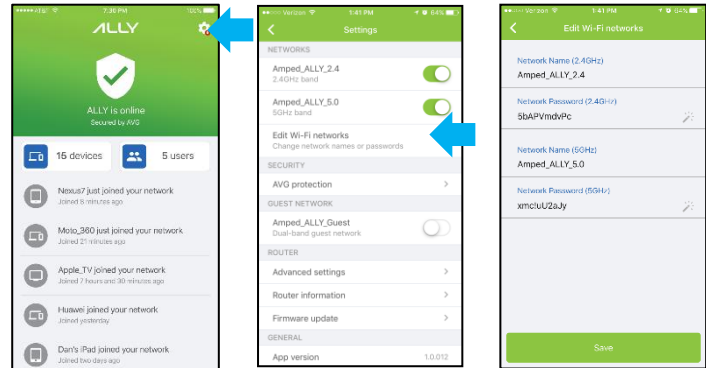 AT&T 7:35 PM 100%
ALLY
ALLY is online
Secured by AVG
15 devices
5 users
Nexus7 just joined your network
Joined 8 minutes ago
Moto_360 just joined your network
Joined 21 minutes ago
Apple_TV joined your network
Joined 2 hours and 30 minutes ago
Huawei joined your network
Joined yesterday
Dan's iPad joined your network
Joined two days ago
Verizon 1:41 PM 64%
Settings
NETWORKS
Amped_ALLY_2.4
2.4GHz band
Amped_ALLY_5.0
5GHz band
Edit Wi-Fi networks
Change network names or passwords
SECURITY
AVG protection
GUEST NETWORK
Amped_ALLY_Guest
Dual-band guest network
ROUTER
Advanced settings
Router information
Firmware update
GENERAL
App version 1.0.012
Verizon 1:41 PM 64%
Edit Wi-Fi networks
Network Name (2.4GHz)
Amped_ALLY_2.4
Network Password (2.4GHz)
5bAPVmdvPc
Network Name (5GHz)
Amped_ALLY_5.0
Network Password (5GHz)
xmc!uU2aJy
Save